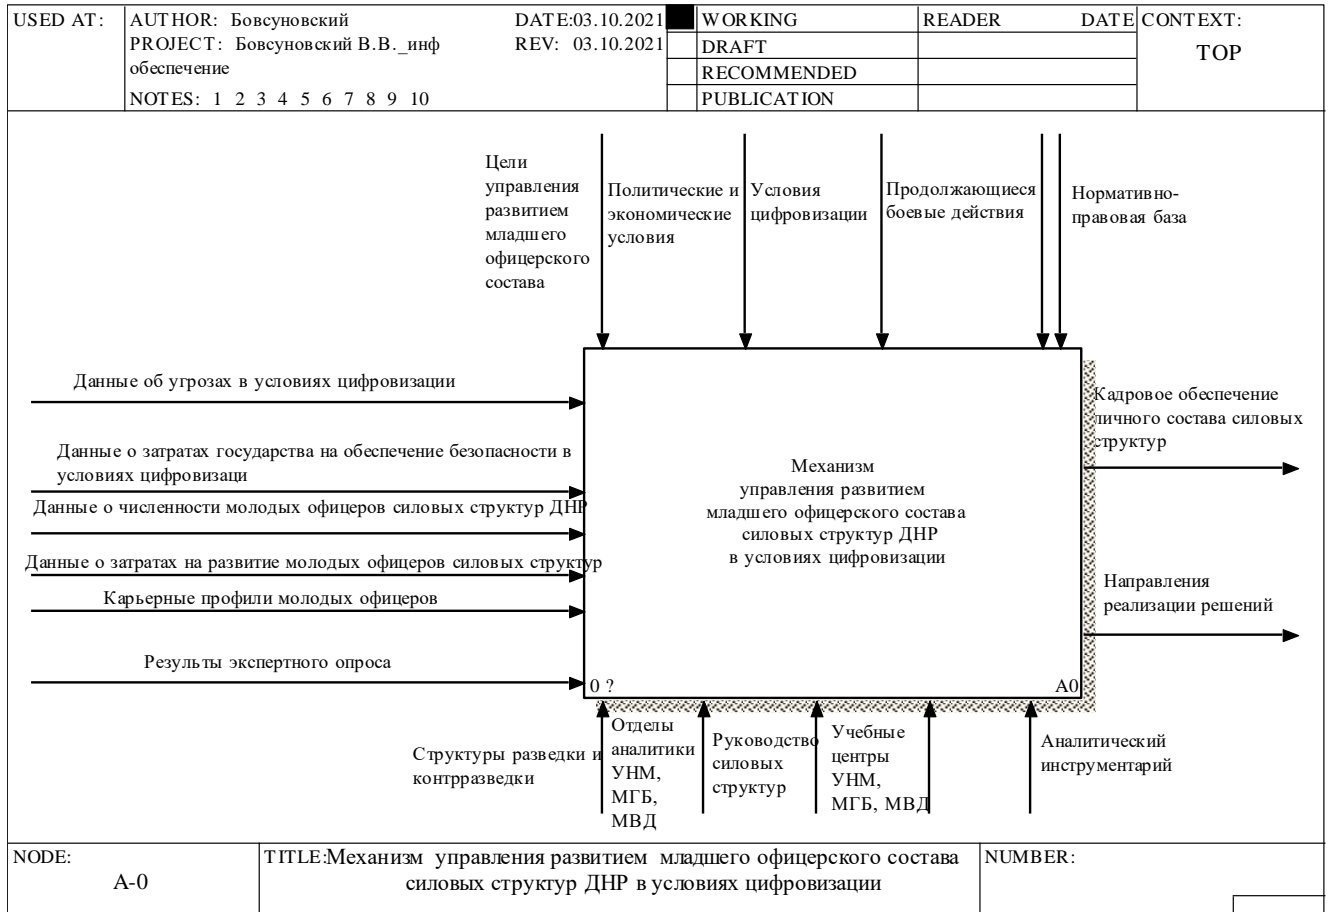 USED AT:
AUTHOR: Бовсуновский
DATE:03.10.2021
PROJECT: Бовсуновский В.В._инф
обеспечение
REV: 03.10.2021
NOTES: 1 2 3 4 5 6 7 8 9 10
WORKING
DRAFT
RECOMMENDED
PUBLICATION
READER
DATE
CONTEXT:
TOP
Цели
управления
развитием
младшего
офицерского
состава
Политические и
экономические
условия
Условия
цифровизации
Продолжающиеся
боевые действия
Нормативно-
правовая база
Данные об угрозах в условиях цифровизации
Данные о затратах государства на обеспечение безопасности в
условиях цифровизаци
Данные о численности молодых офицеров силовых структур ДНР
Данные о затратах на развитие молодых офицеров силовых структур
Карьерные профили молодых офицеров
Результы экспертного опроса
Механизм
управления развитием
младшего офицерского состава
силовых структур ДНР
в условиях цифровизации
0 ?
A0
Кадровое обеспечение
личного состава силовых
структур
Направления
реализации решений
Структуры разведки и
контрразведки
Отделы
аналитики
УНМ,
МГБ,
МВД
Руководство
силовых
структур
Учебные
центры
УНМ,
МГБ, МВД
Аналитический
инструментарий
NODE:
A-0
TITLE:Механизм управления развитием младшего офицерского состава
силовых структур ДНР в условиях цифровизации
NUMBER: